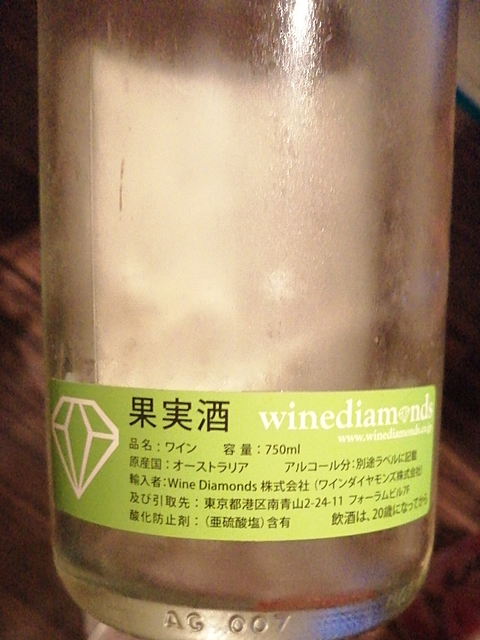 果実酒 winediamonds
www.winediamonds.co.jp
品名：ワイン 容量：750ml
原産国：オーストラリア アルコール分：別途ラベルに記載
輸入者：Wine Diamonds 株式会社（ワインダイヤモンズ株式会社）
及び引取先：東京都港区南青山2-24-11 フォーラムビル7F
酸化防止剤：（亜硫酸塩）含有 飲酒は、20歳になってから
AG 007